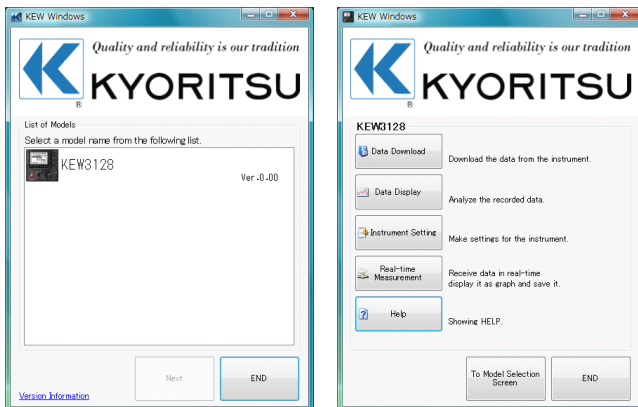 KEW Windows
Quality and reliability is our tradition
KYORITSU
®
List of Models
Select a model name from the following list.
KEW3128
Ver.0.00
Next
END
Version Information
KEW Windows
Quality and reliability is our tradition
KYORITSU
®
KEW3128
Data Download
Download the data from the instrument.
Data Display
Analyze the recorded data.
Instrument Setting
Make settings for the instrument.
Real-time
Measurement
Receive data in real-time
display it as graph and save it.
Help
Showing HELP.
To Model Selection
Screen
END